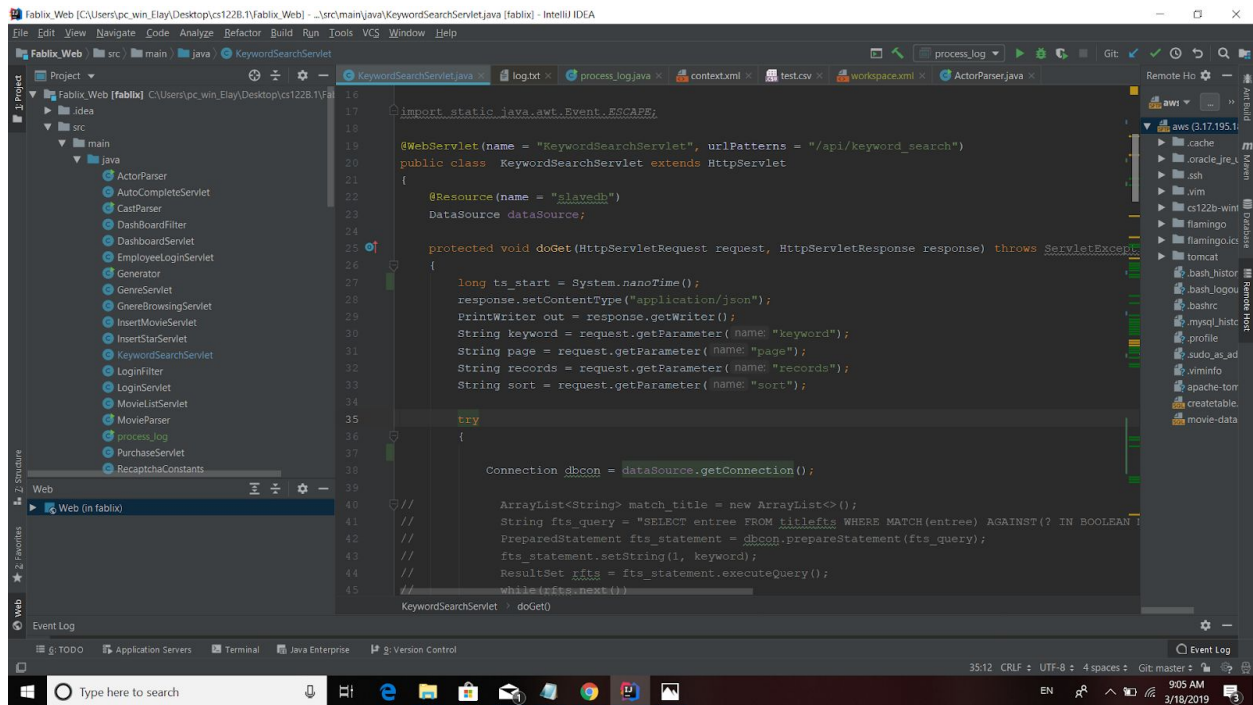 Fablix_Web [C:\Users\pc_win_Elay\Desktop\cs122B.1\Fablix_Web] - ...\src\main\java\KeywordSearchServlet.java [fablix] - IntelliJ IDEA
File Edit View Navigate Code Analyze Refactor Build Run Tools VCS Window Help
Fablix_Web src main java KeywordSearchServlet process_log Git:
Project KeywordSearchServlet.java log.txt process_log.java context.xml test.csv workspace.xml ActorParser.java Remote Ho
1: Project
Fablix_Web [fablix] C:\Users\pc_win_Elay\Desktop\cs122B.1\Fal
.idea
src
main
java
ActorParser
AutoCompleteServlet
CastParser
DashBoardFilter
DashboardServlet
EmployeeLoginServlet
Generator
GenreServlet
GnereBrowsingServlet
InsertMovieServlet
InsertStarServlet
KeywordSearchServlet
LoginFilter
LoginServlet
MovieListServlet
MovieParser
process_log
PurchaseServlet
RecaptchaConstants
Web
Web (in fablix)
Z: Structure
2: Favorites
Web
16
17 import static java.awt.Event.ESCAPE;
18
19 @WebServlet(name = "KeywordSearchServlet", urlPatterns = "/api/keyword_search")
20 public class KeywordSearchServlet extends HttpServlet
21 {
22 @Resource(name = "slavedb")
23 DataSource dataSource;
24
25 protected void doGet(HttpServletRequest request, HttpServletResponse response) throws ServletExcept
26 {
27 long ts_start = System.nanoTime();
28 response.setContentType("application/json");
29 PrintWriter out = response.getWriter();
30 String keyword = request.getParameter( name: "keyword");
31 String page = request.getParameter( name: "page");
32 String records = request.getParameter( name: "records");
33 String sort = request.getParameter( name: "sort");
34
35 try
36 {
37
38 Connection dbcon = dataSource.getConnection();
39
40 // ArrayList<String> match_title = new ArrayList<>();
41 // String fts_query = "SELECT entree FROM titlefts WHERE MATCH(entree) AGAINST(? IN BOOLEAN
42 // PreparedStatement fts_statement = dbcon.prepareStatement(fts_query);
43 // fts_statement.setString(1, keyword);
44 // ResultSet rfts = fts_statement.executeQuery();
45 // while(rfts.next())
KeywordSearchServlet > doGet()
aws ...
aws (3.17.195.1
.cache
.oracle_jre_u
.ssh
.vim
cs122b-wint
flamingo
flamingo.ics
tomcat
.bash_histor
.bash_logou
.bashrc
.mysql_histo
.profile
.sudo_as_ad
.viminfo
apache-tom
createtable.
movie-data
Ant Build
Maven
Database
Remote Host
Event Log
6: TODO Application Servers Terminal Java Enterprise 9: Version Control Event Log
35:12 CRLF UTF-8 4 spaces Git: master
Type here to search EN 9:05 AM
3/18/2019